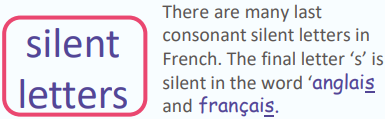 silent
letters
There are many last
consonant silent letters in
French. The final letter ‘s’ is
silent in the word ‘anglais
and français.